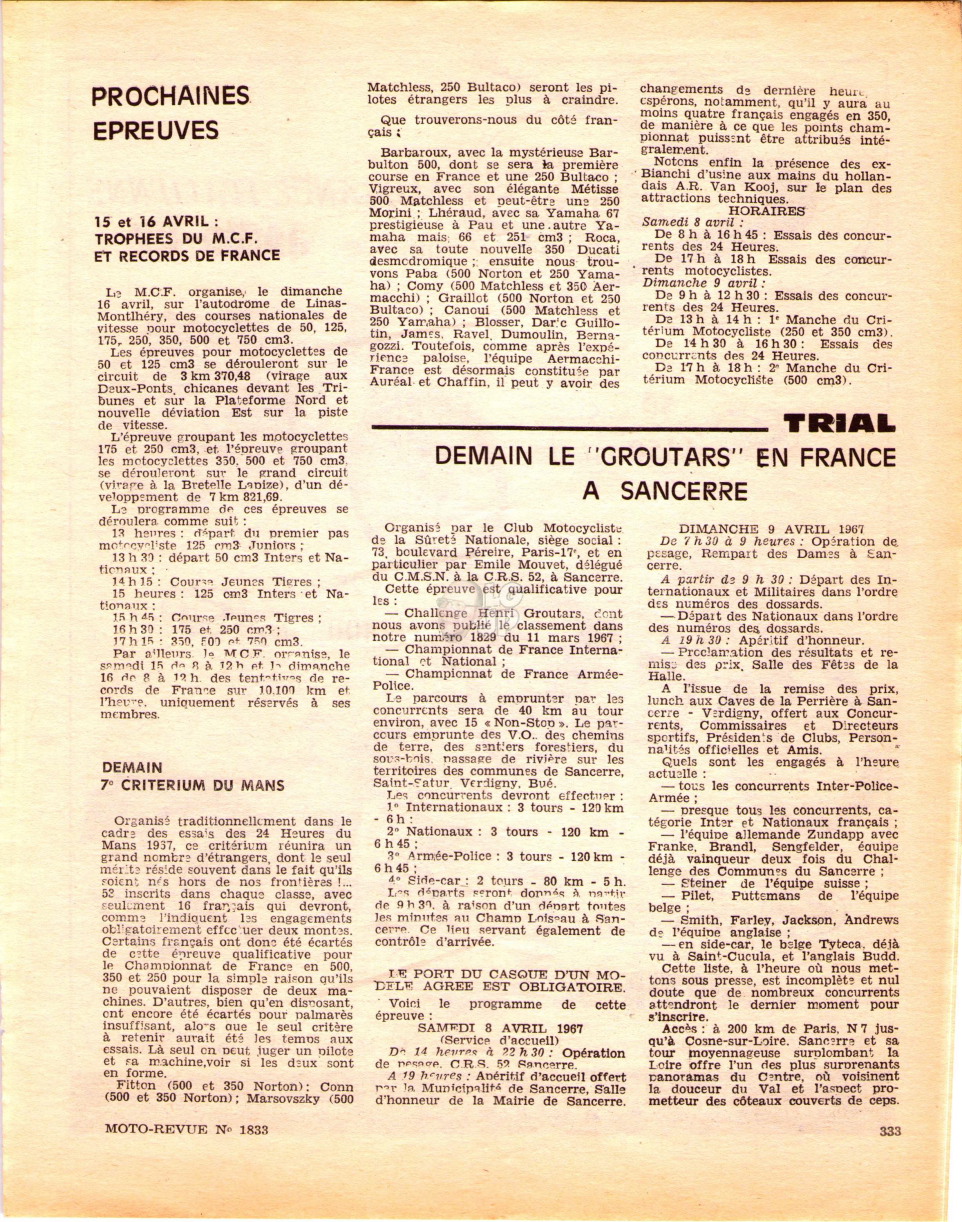 PROCHAINES
EPREUVES
15 et 16 AVRIL :
TROPHEES DU M.C.F.
ET RECORDS DE FRANCE
Le M.C.F. organise, le dimanche
16 avril, sur l'autodrome de Linas-
Montlhéry, des courses nationales de
vitesse pour motocyclettes de 50, 125,
175, 250, 350, 500 et 750 cm3.
Les épreuves pour motocyclettes de
50 et 125 cm3 se dérouleront sur le
circuit de 3 km 370,48 (virage aux
Deux-Ponts, chicanes devant les Tri-
bunes et sur la Plateforme Nord et
nouvelle déviation Est sur la piste
de vitesse.
L'épreuve groupant les motocyclettes
175 et 250 cm3, et l'épreuve groupant
les motocyclettes 350, 500 et 750 cm3,
se dérouleront sur le grand circuit
(virage à la Bretelle Lapize), d'un dé-
veloppement de 7 km 821,69.
Le programme de ces épreuves se
déroulera comme suit :
13 heures : départ du premier pas
motocycliste 125 cm3 Juniors ;
13 h 30 : départ 50 cm3 Inters et Na-
tionaux ;
14 h 15 : Course Jeunes Tigres ;
15 heures : 125 cm3 Inters et Na-
tionaux ;
15 h 45 : Course Jeunes Tigres ;
16 h 30 : 175 et 250 cm3 ;
17 h 15 : 350, 500 et 750 cm3.
Par ailleurs, le M.C.F. organise, le
samedi 15 de 8 à 12 h et le dimanche
16 de 8 à 12 h, des tentatives de re-
cords de France sur 10.100 km et
l'heure, uniquement réservés à ses
membres.
DEMAIN
7e CRITERIUM DU MANS
Organisé traditionnellement dans le
cadre des essais des 24 Heures du
Mans 1967, ce critérium réunira un
grand nombre d'étrangers, dont le seul
mérite réside souvent dans le fait qu'ils
soient nés hors de nos frontières !...
52 inscrits dans chaque classe, avec
seulement 16 français qui devront,
comme l'indiquent les engagements
obligatoirement effectuer deux montes.
Certains français ont donc été écartés
de cette épreuve qualificative pour
le Championnat de France en 500,
350 et 250 pour la simple raison qu'ils
ne pouvaient disposer de deux ma-
chines. D'autres, bien qu'en disposant,
ont encore été écartés pour palmarès
insuffisant, alors que le seul critère
à retenir aurait été les temps aux
essais. Là seul on peut juger un pilote
et sa machine,voir si les deux sont
en forme.
Fitton (500 et 350 Norton); Conn
(500 et 350 Norton) ; Marsovszky (500
Matchless, 250 Bultaco) seront les pi-
lotes étrangers les plus à craindre.
Que trouverons-nous du côté fran-
çais :
Barbaroux, avec la mystérieuse Bar-
bulton 500, dont se sera la première
course en France et une 250 Bultaco ;
Vigreux, avec son élégante Métisse
500 Matchless et peut-être une 250
Morini ; Lhéraud, avec sa Yamaha 67
prestigieuse à Pau et une autre Ya-
maha mais 66 et 251 cm3 ; Roca,
avec sa toute nouvelle 350 Ducati
desmodromique ; ensuite nous trou-
vons Paba (500 Norton et 250 Yama-
ha) ; Comy (500 Matchless et 350 Aer-
macchi) ; Graillot (500 Norton et 250
Bultaco) ; Canoui (500 Matchless et
250 Yamaha) ; Blosser, Daric Guillo-
tin, James, Ravel, Dumoulin, Berna-
gozzi. Toutefois, comme après l'expé-
rience paloise, l'équipe Aermacchi-
France est désormais constituée par
Auréal et Chaffin, il peut y avoir des
changements de dernière heure,
espérons, notamment, qu'il y aura au
moins quatre français engagés en 350,
de manière à ce que les points cham-
pionnat puissent être attribués inté-
gralement.
Notons enfin la présence des ex-
Bianchi d'usine aux mains du hollan-
dais A.R. Van Kooj, sur le plan des
attractions techniques.
HORAIRES
Samedi 8 avril :
De 8 h à 16 h 45 : Essais des concur-
rents des 24 Heures.
De 17 h à 18 h Essais des concur-
rents motocyclistes.
Dimanche 9 avril :
De 9 h à 12 h 30 : Essais des concur-
rents des 24 Heures.
De 13 h à 14 h : 1e Manche du Cri-
térium Motocycliste (250 et 350 cm3).
De 14 h 30 à 16 h 30 : Essais des
concurrents des 24 Heures.
De 17 h à 18 h : 2e Manche du Cri-
térium Motocycliste (500 cm3).
TRIAL
DEMAIN LE "GROUTARS" EN FRANCE
A SANCERRE
Organisé par le Club Motocycliste
de la Sûreté Nationale, siège social :
73, boulevard Péreire, Paris-17e, et en
particulier par Emile Mouvet, délégué
du C.M.S.N. à la C.R.S. 52, à Sancerre.
Cette épreuve est qualificative pour
les :
— Challenge Henri Groutars, dont
nous avons publié le classement dans
notre numéro 1829 du 11 mars 1967 ;
— Championnat de France Interna-
tional et National ;
— Championnat de France Armée-
Police.
Le parcours à emprunter par les
concurrents sera de 40 km au tour
environ, avec 15 « Non-Stop ». Le par-
cours emprunte des V.O.. des chemins
de terre, des sentiers forestiers, du
sous-bois, passage de rivière sur les
territoires des communes de Sancerre,
Saint-Satur, Verdigny, Bué.
Les concurrents devront effectuer :
1° Internationaux : 3 tours - 120 km
- 6 h :
2° Nationaux : 3 tours - 120 km -
6 h 45 ;
3° Armée-Police : 3 tours - 120 km -
6 h 45 ;
4° Side-car : 2 tours - 80 km - 5 h.
Les départs seront donnés à partir
de 9 h 30, à raison d'un départ toutes
les minutes au Champ Loiseau à San-
cerre. Ce lieu servant également de
contrôle d'arrivée.
LE PORT DU CASQUE D'UN MO-
DELE AGREE EST OBLIGATOIRE.
Voici le programme de cette
épreuve :
SAMEDI 8 AVRIL 1967
(Service d'accueil)
De 14 heures à 22 h 30 : Opération
de pesage, C.R.S. 52 Sancerre.
A 19 heures : Apéritif d'accueil offert
par la Municipalité de Sancerre, Salle
d'honneur de la Mairie de Sancerre.
DIMANCHE 9 AVRIL 1967
De 7 h 30 à 9 heures : Opération de
pesage, Rempart des Dames à San-
cerre.
A partir de 9 h 30 : Départ des In-
ternationaux et Militaires dans l'ordre
des numéros des dossards.
— Départ des Nationaux dans l'ordre
des numéros des dossards.
A 19 h 30 : Apéritif d'honneur.
— Proclamation des résultats et re-
mise des prix, Salle des Fêtes de la
Halle.
A l'issue de la remise des prix,
lunch aux Caves de la Perrière à San-
cerre - Verdigny, offert aux Concur-
rents, Commissaires et Directeurs
sportifs, Présidents de Clubs, Person-
nalités officielles et Amis.
Quels sont les engagés à l'heure
actuelle :
— tous les concurrents Inter-Police-
Armée ;
— presque tous les concurrents, ca-
tégorie Inter et Nationaux français ;
— l'équipe allemande Zundapp avec
Franke, Brandl, Sengfelder, équipe
déjà vainqueur deux fois du Chal-
lenge des Communes du Sancerre ;
— Steiner de l'équipe suisse ;
— Pilet, Puttemans de l'équipe
belge ;
— Smith, Farley, Jackson, Andrews
de l'équipe anglaise ;
— en side-car, le belge Tyteca, déjà
vu à Saint-Cucula, et l'anglais Budd.
Cette liste, à l'heure où nous met-
tons sous presse, est incomplète et nul
doute que de nombreux concurrents
attendront le dernier moment pour
s'inscrire.
Accès : à 200 km de Paris, N 7 jus-
qu'à Cosne-sur-Loire. Sancerre et sa
tour moyennageuse surplombant la
Loire offre l'un des plus surprenants
panoramas du Centre, où voisinent
la douceur du Val et l'aspect pro-
metteur des côteaux couverts de ceps.
MOTO-REVUE No 1833
333